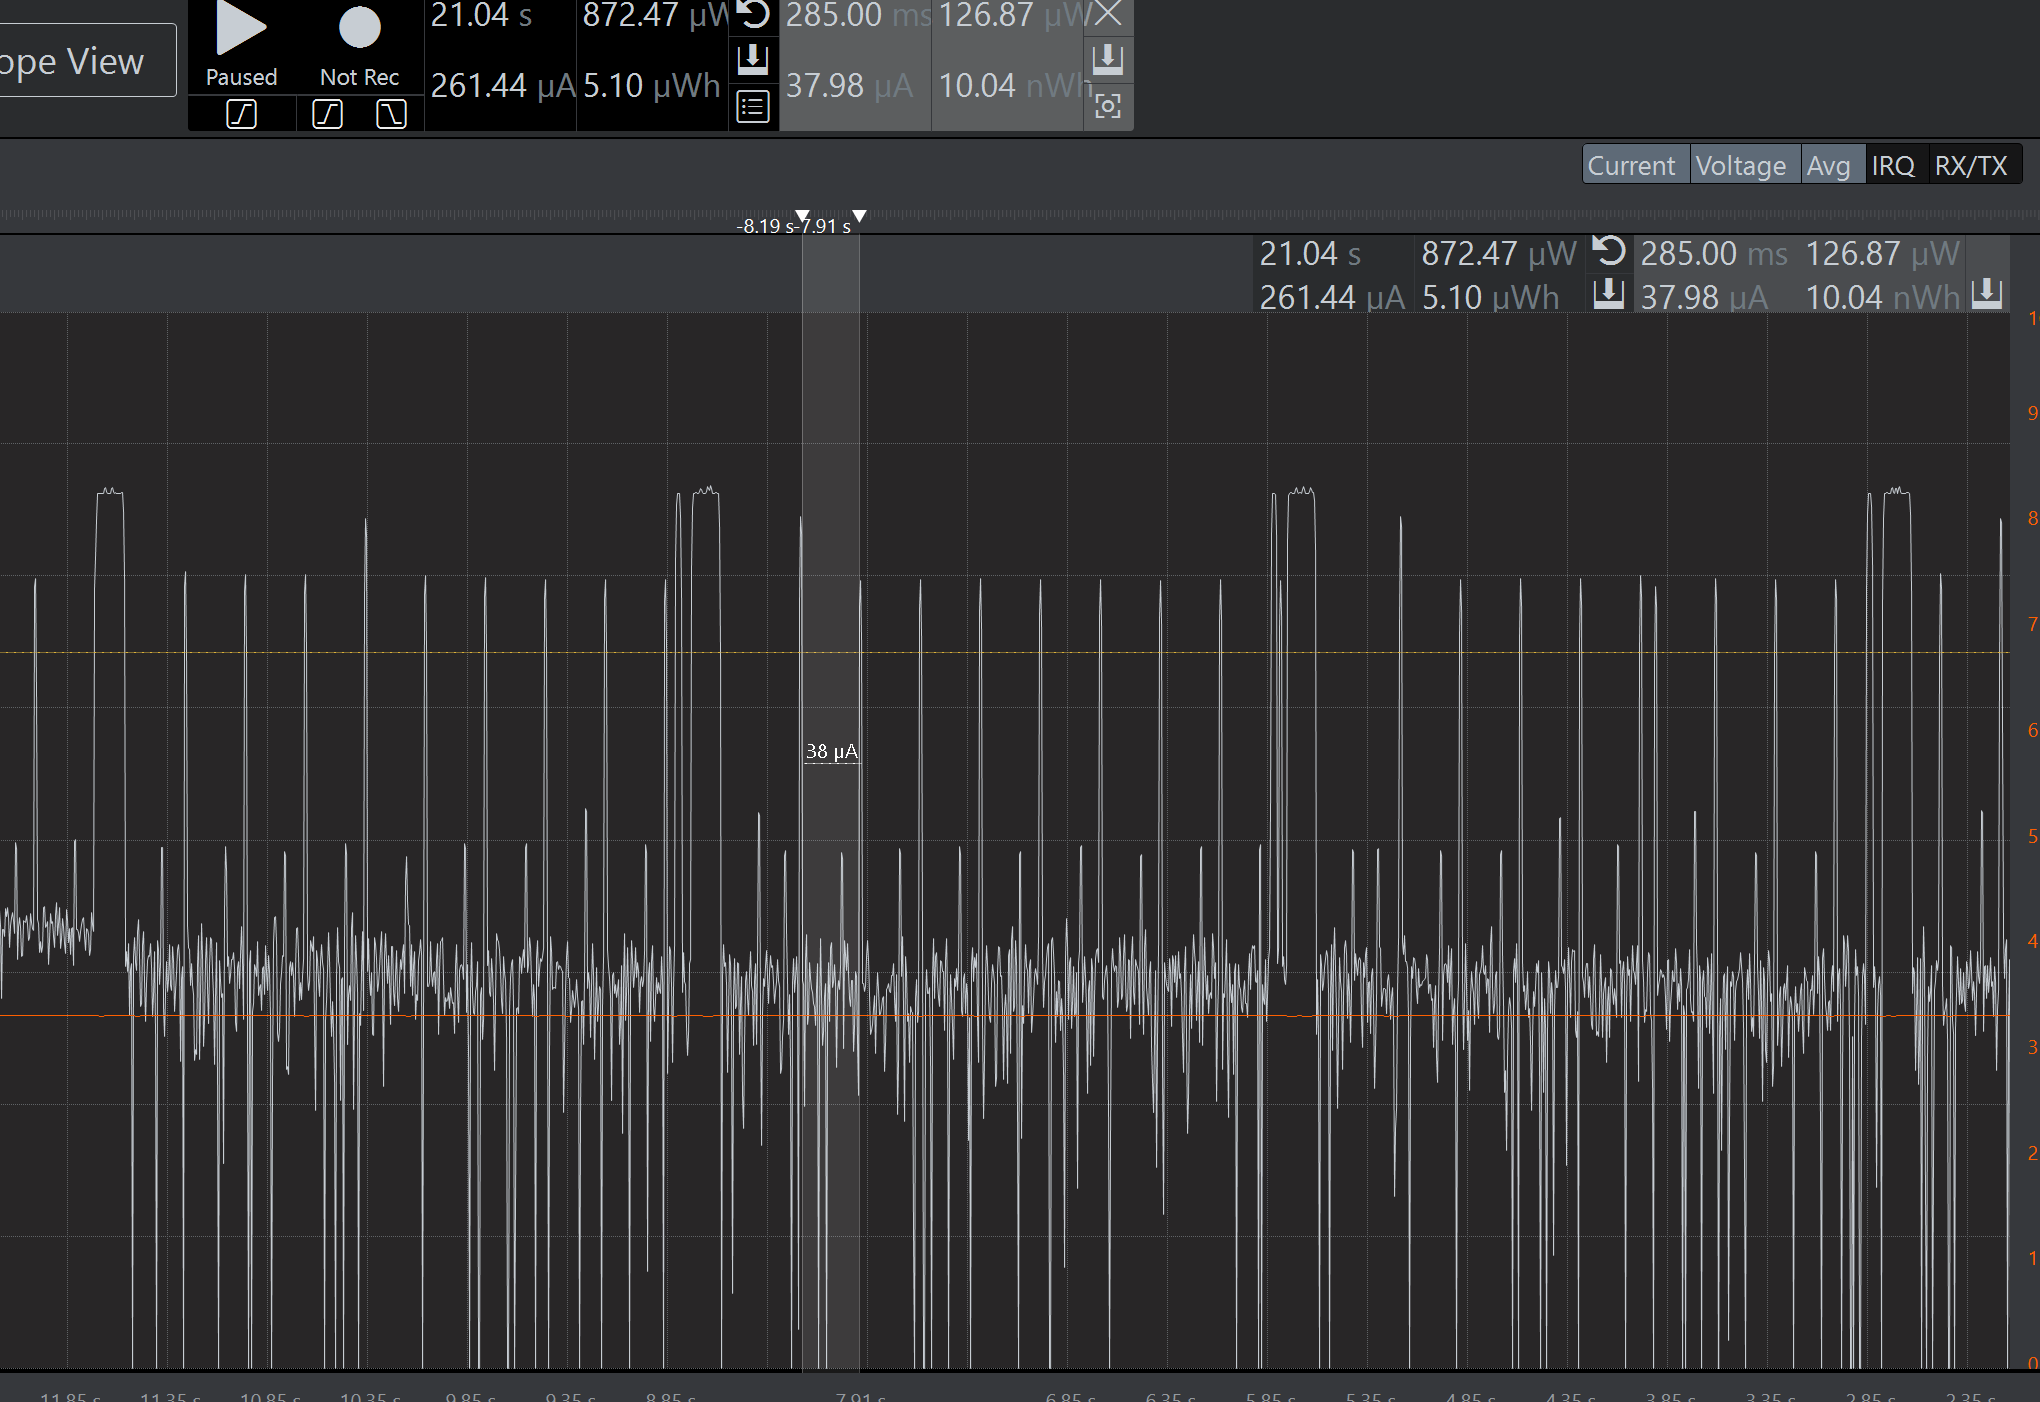 ope View
Paused
Not Rec
21.04 s
872.47 µW
261.44 µA
5.10 µWh
285.00 ms
126.87 µW
37.98 µA
10.04 nWh
Current Voltage Avg IRQ RX/TX
-8.19 s-7.91 s
21.04 s 872.47 µW 285.00 ms 126.87 µW
261.44 µA 5.10 µWh 37.98 µA 10.04 nWh
1
9
8
7
6
38 µA
5
4
3
2
1
0
11.85 s 11.35 s 10.85 s 10.35 s 9.85 s 9.35 s 8.85 s 7.91 s 6.85 s 6.35 s 5.85 s 5.35 s 4.85 s 4.35 s 3.85 s 3.35 s 2.85 s 2.35 s